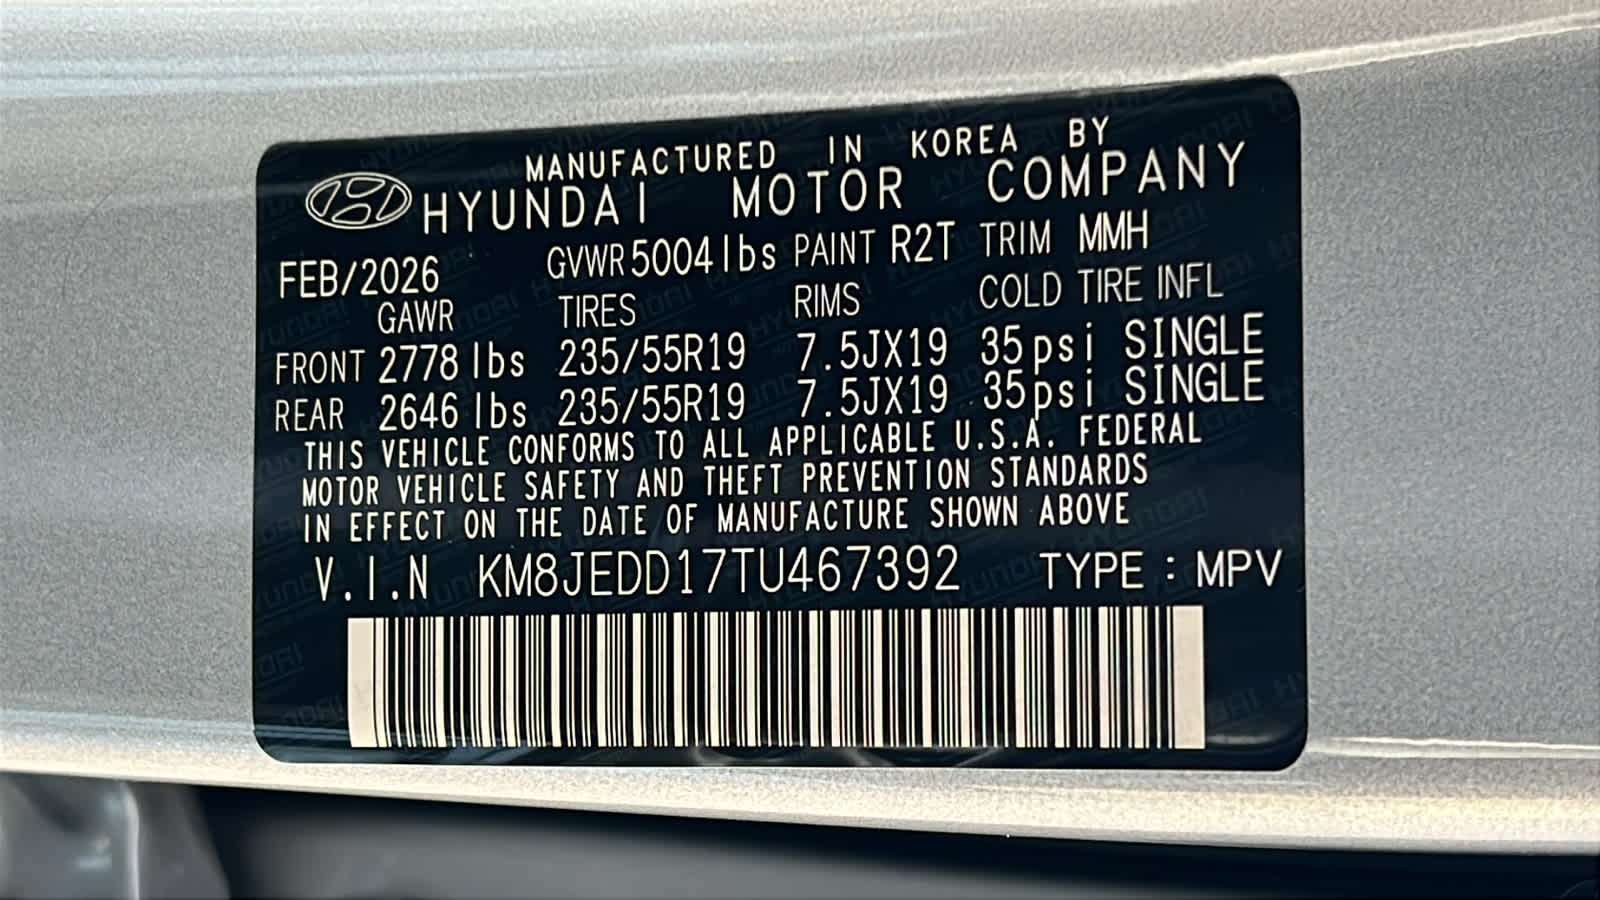 MANUFACTURED IN KOREA BY
HYUNDAI MOTOR COMPANY
FEB/2026 GVWR 5004 lbs PAINT R2T TRIM MMH
GAWR TIRES RIMS COLD TIRE INFL
FRONT 2778 lbs 235/55R19 7.5JX19 35psi SINGLE
REAR 2646 lbs 235/55R19 7.5JX19 35psi SINGLE
THIS VEHICLE CONFORMS TO ALL APPLICABLE U.S.A. FEDERAL
MOTOR VEHICLE SAFETY AND THEFT PREVENTION STANDARDS
IN EFFECT ON THE DATE OF MANUFACTURE SHOWN ABOVE
V.I.N KM8JEDD17TU467392 TYPE : MPV